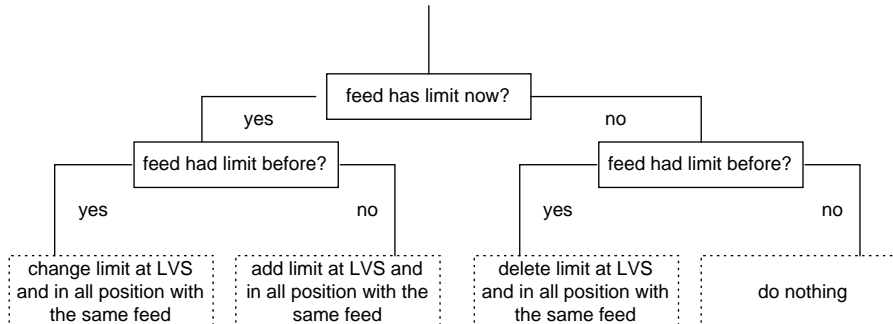 feed has limit now?
yes
no
feed had limit before?
feed had limit before?
yes
no
yes
no
change limit at LVS
and in all position with
the same feed
add limit at LVS and
in all position with the
same feed
delete limit at LVS
and in all position with
the same feed
do nothing